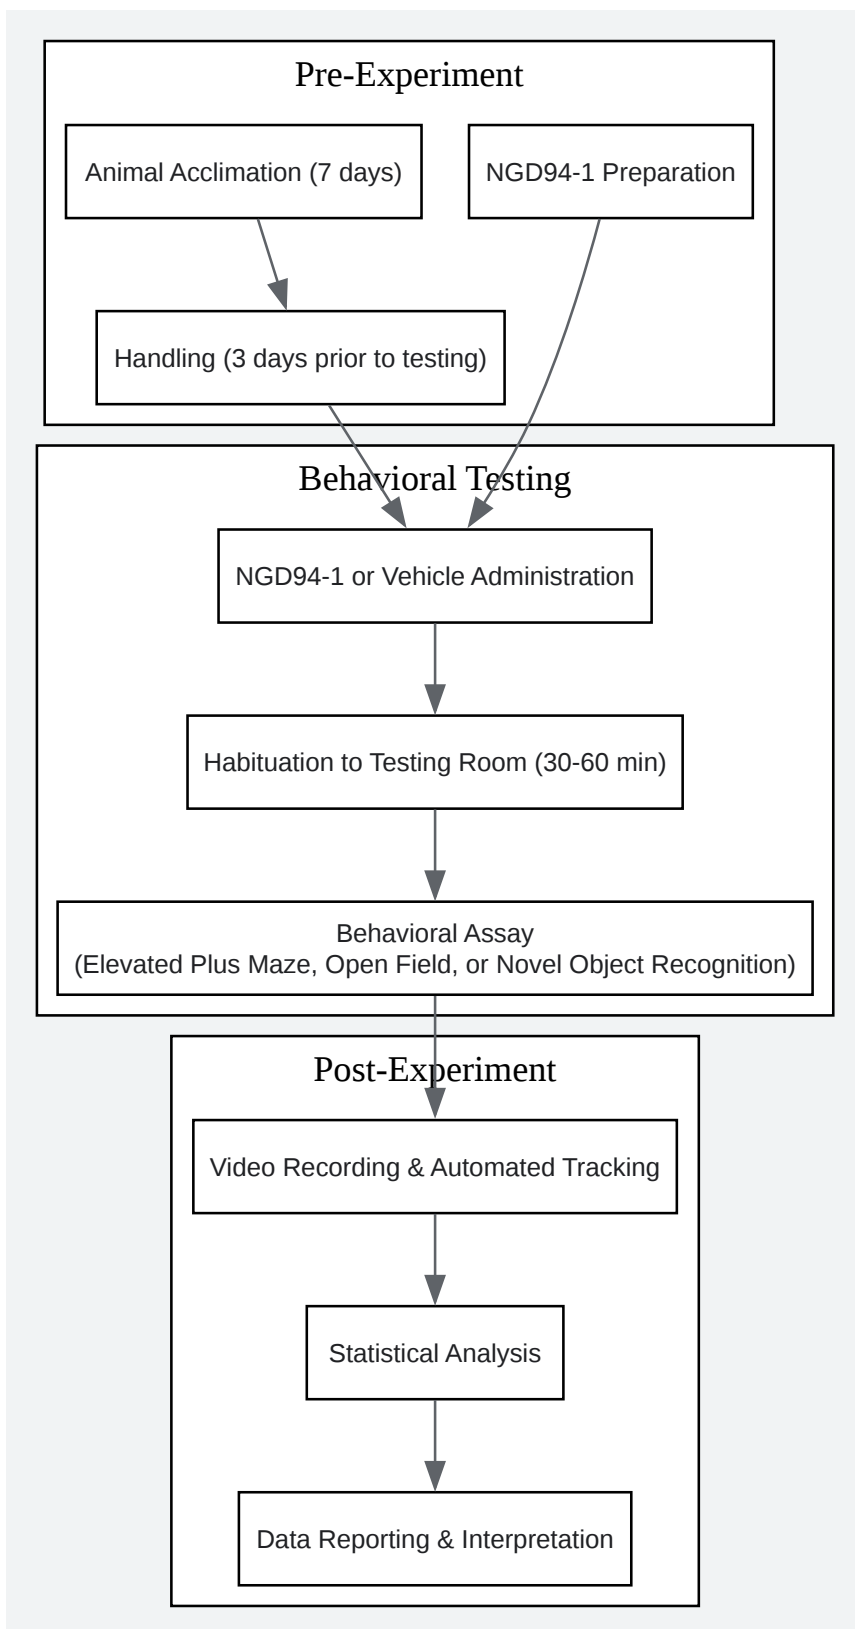 Pre-Experiment
Animal Acclimation (7 days)
NGD94-1 Preparation
Handling (3 days prior to testing)
Behavioral Testing
NGD94-1 or Vehicle Administration
Habituation to Testing Room (30-60 min)
Behavioral Assay
(Elevated Plus Maze, Open Field, or Novel Object Recognition)
Post-Experiment
Video Recording & Automated Tracking
Statistical Analysis
Data Reporting & Interpretation